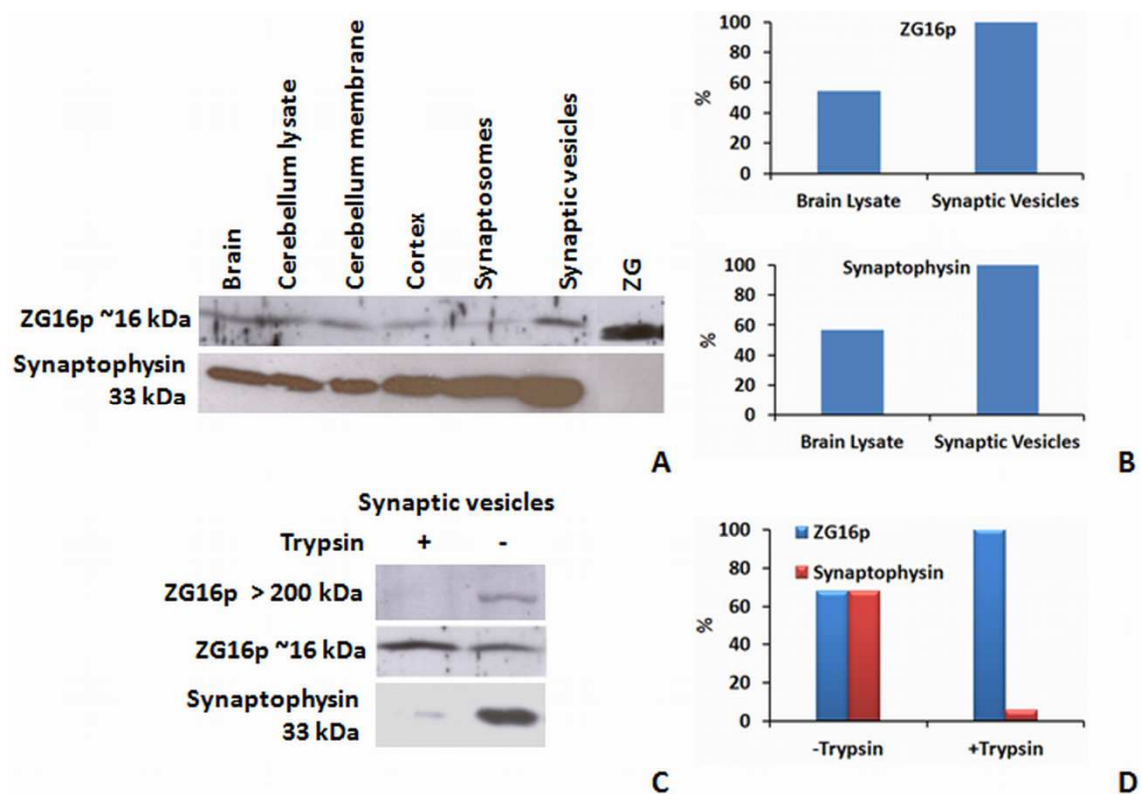 Brain
Cerebellum lysate
Cerebellum membrane
Cortex
Synaptosomes
Synaptic vesicles
ZG
ZG16p ~16 kDa
Synaptophysin
33 kDa
A
100
80
60
40
20
0
%
ZG16p
Brain Lysate
Synaptic Vesicles
100
80
60
40
20
0
%
Synaptophysin
Brain Lysate
Synaptic Vesicles
B
Synaptic vesicles
Trypsin + -
ZG16p > 200 kDa
ZG16p ~16 kDa
Synaptophysin
33 kDa
C
100
80
60
40
20
0
%
ZG16p
Synaptophysin
-Trypsin
+Trypsin
D